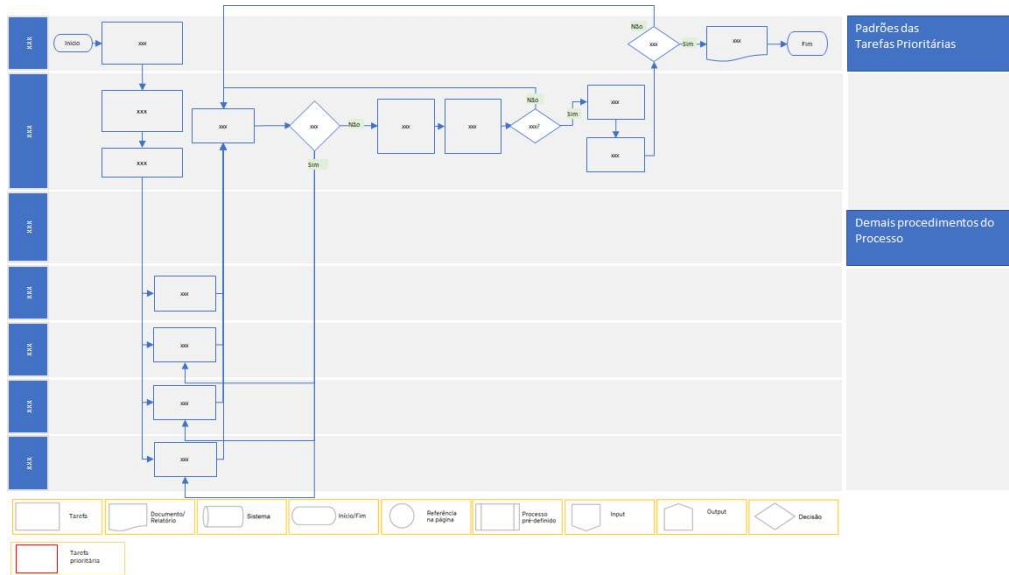 XXX
Início
xxx
Não
xxx
Sim
xxx
Fim
Padrões das
Tarefas Prioritárias
XXX
xxx
xxx
xxx
xxx
Não
Sim
xxx
xxx
Não
xxx?
Sim
xxx
xxx
XXX
Demais procedimentos do
Processo
XXX
xxx
XXX
xxx
XXX
xxx
XXX
xxx
Tarefa
Documento/
Relatório
Sistema
Início/Fim
Referência
na página
Processo
pré-definido
Input
Output
Decisão
Tarefa
prioritária